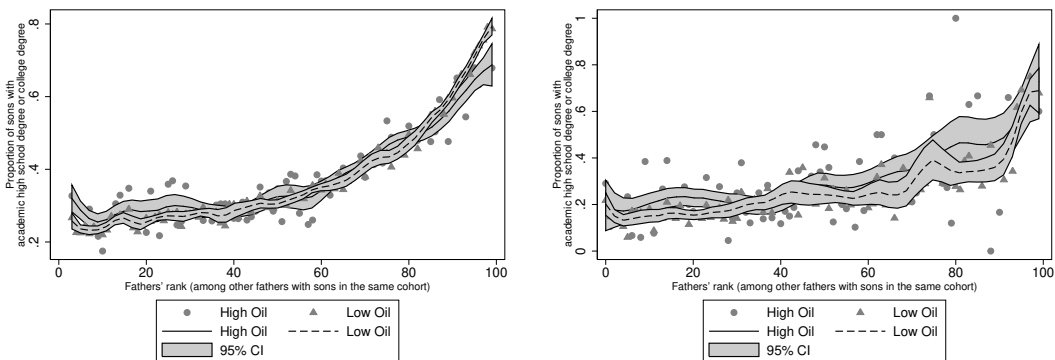 Proportion of sons with
academic high school degree or college degree
.8
.6
.4
.2
0 20 40 60 80 100
Fathers' rank (among other fathers with sons in the same cohort)
High Oil Low Oil
High Oil Low Oil
95% CI
Proportion of sons with
academic high school degree or college degree
1
.8
.6
.4
.2
0
0 20 40 60 80 100
Fathers' rank (among other fathers with sons in the same cohort)
High Oil Low Oil
High Oil Low Oil
95% CI